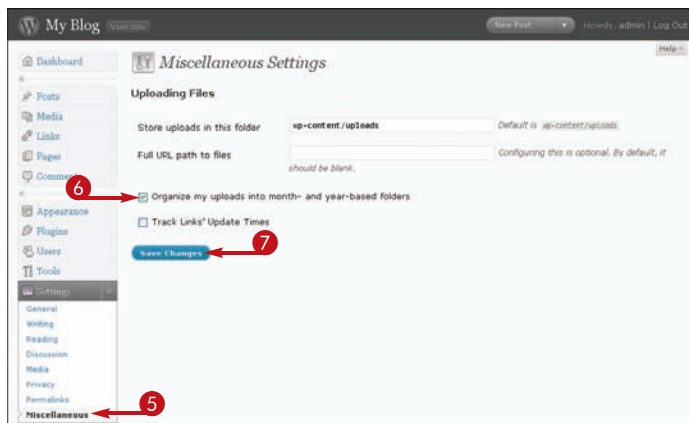 My Blog Visit Site
New Post Howdy, admin | Log Out
Help
Dashboard
Posts
Media
Links
Pages
Comments
Appearance
Plugins
Users
Tools
Settings
General
Writing
Reading
Discussion
Media
Privacy
Permalinks
Miscellaneous
Miscellaneous Settings
Uploading Files
Store uploads in this folder wp-content/uploads Default is wp-content/uploads
Full URL path to files Configuring this is optional. By default, it
should be blank.
6
Organize my uploads into month- and year-based folders
Track Links' Update Times
Save Changes
7
5